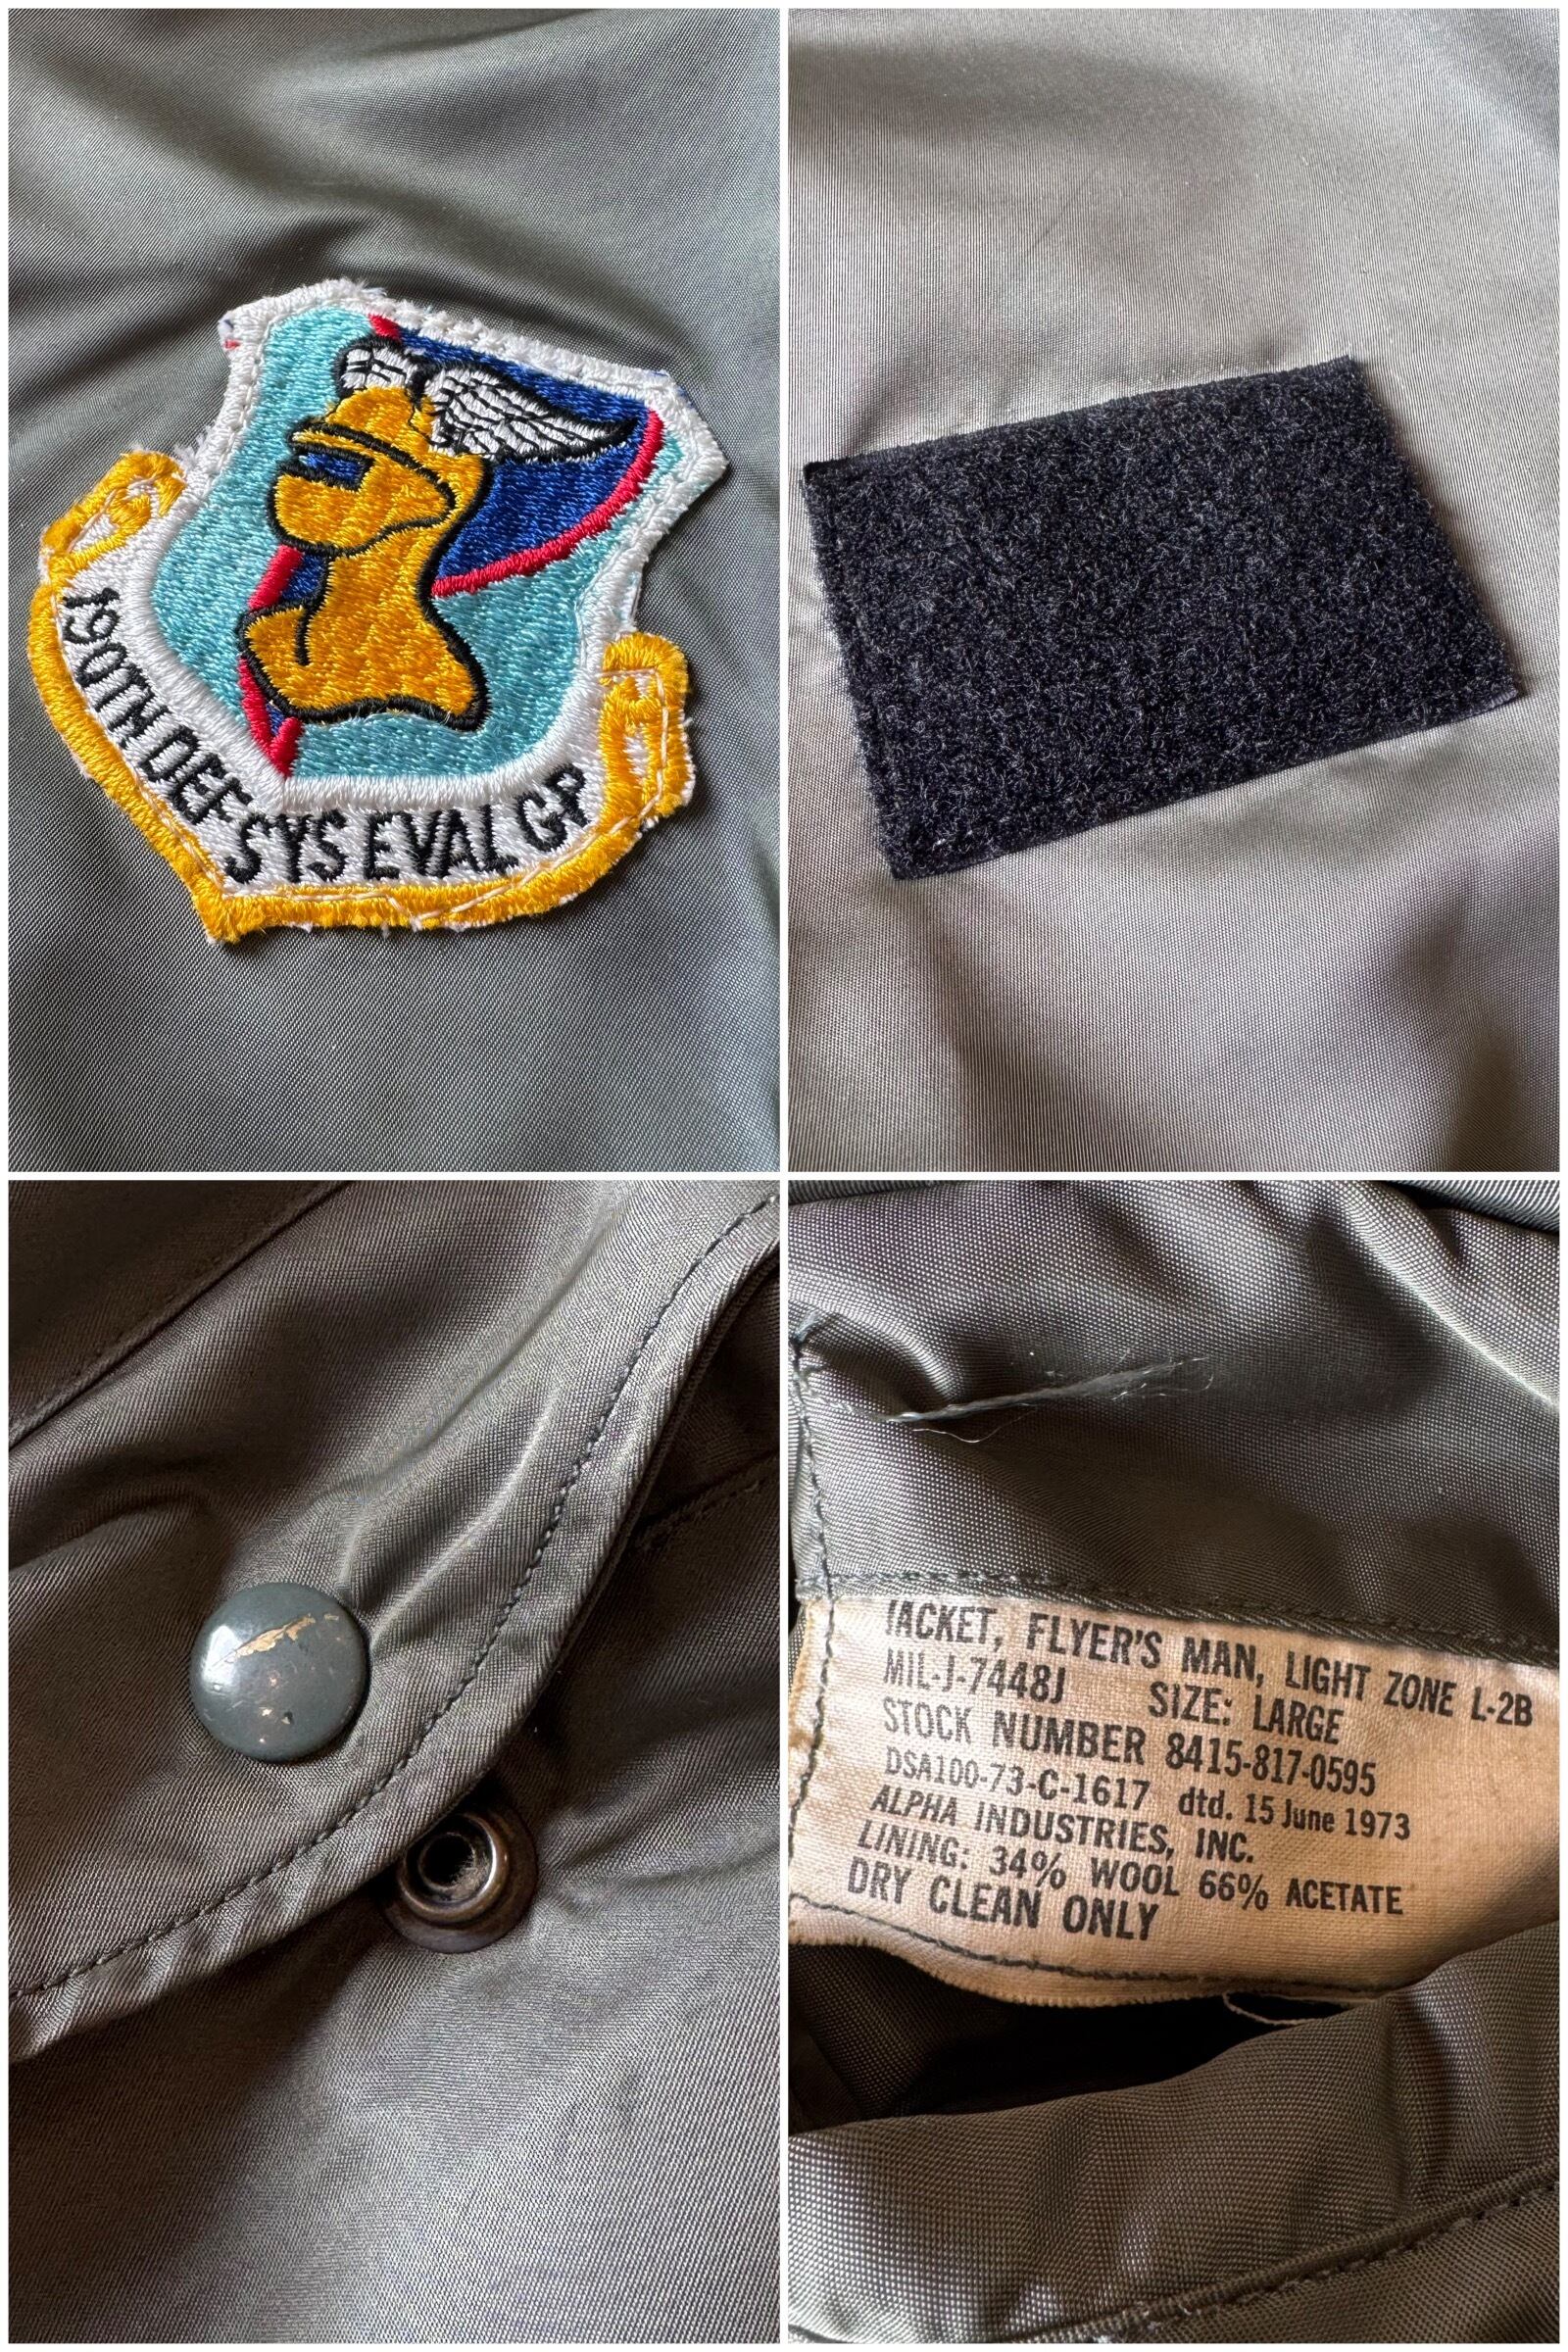 190TH DEF SYS EVAL GP
JACKET, FLYER'S MAN, LIGHT ZONE L-2B
MIL-J-7448J SIZE: LARGE
STOCK NUMBER 8415-817-0595
DSA100-73-C-1617 dtd. 15 June 1973
ALPHA INDUSTRIES, INC.
LINING: 34% WOOL 66% ACETATE
DRY CLEAN ONLY